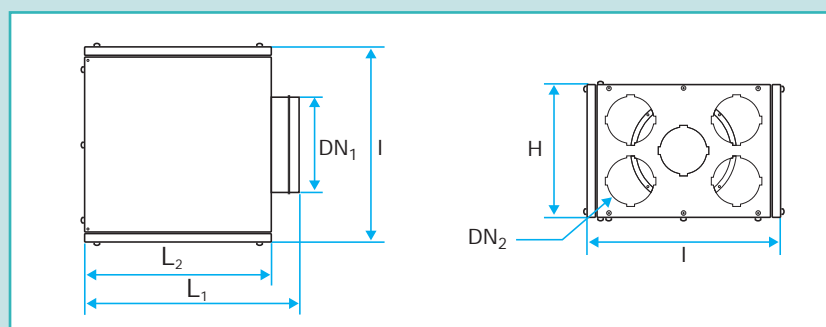 DN₁
I
L₂
L₁
H
DN₂
I